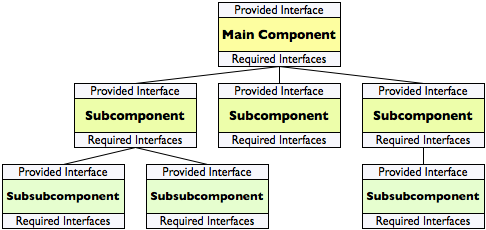 Provided Interface
Main Component
Required Interfaces
Provided Interface
Subcomponent
Required Interfaces
Provided Interface
Subcomponent
Required Interfaces
Provided Interface
Subcomponent
Required Interfaces
Provided Interface
Subsubcomponent
Required Interfaces
Provided Interface
Subsubcomponent
Required Interfaces
Provided Interface
Subsubcomponent
Required Interfaces